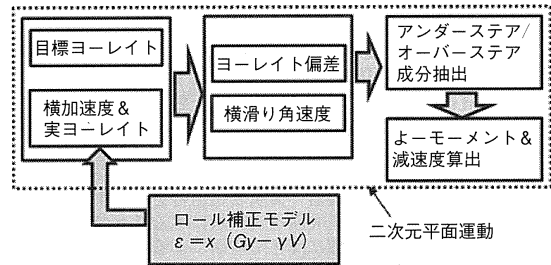 目標ヨーレイト
横加速度＆
実ヨーレイト
ヨーレイト偏差
横滑り角速度
アンダーステア/
オーバーステア
成分抽出
よーモーメント＆
減速度算出
ロール補正モデル
ε＝x（Gy－γV）
二次元平面運動